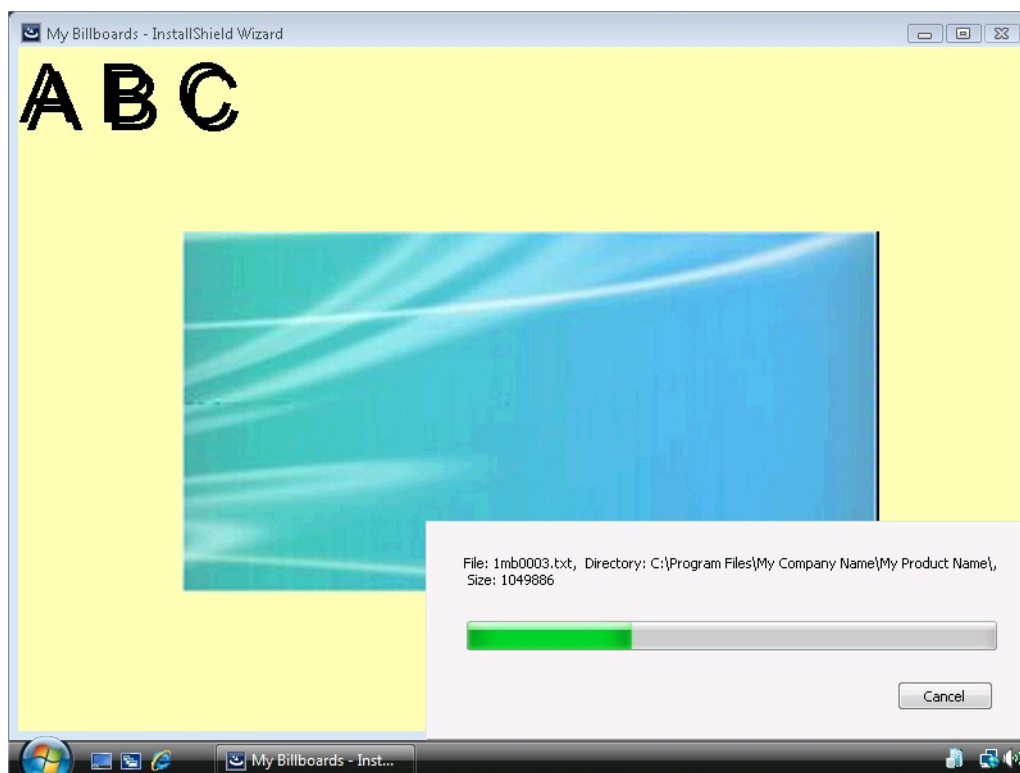 My Billboards - InstallShield Wizard
A B C
File: 1mb0003.txt, Directory: C:\Program Files\My Company Name\My Product Name\,
Size: 1049886
Cancel
My Billboards - Inst...